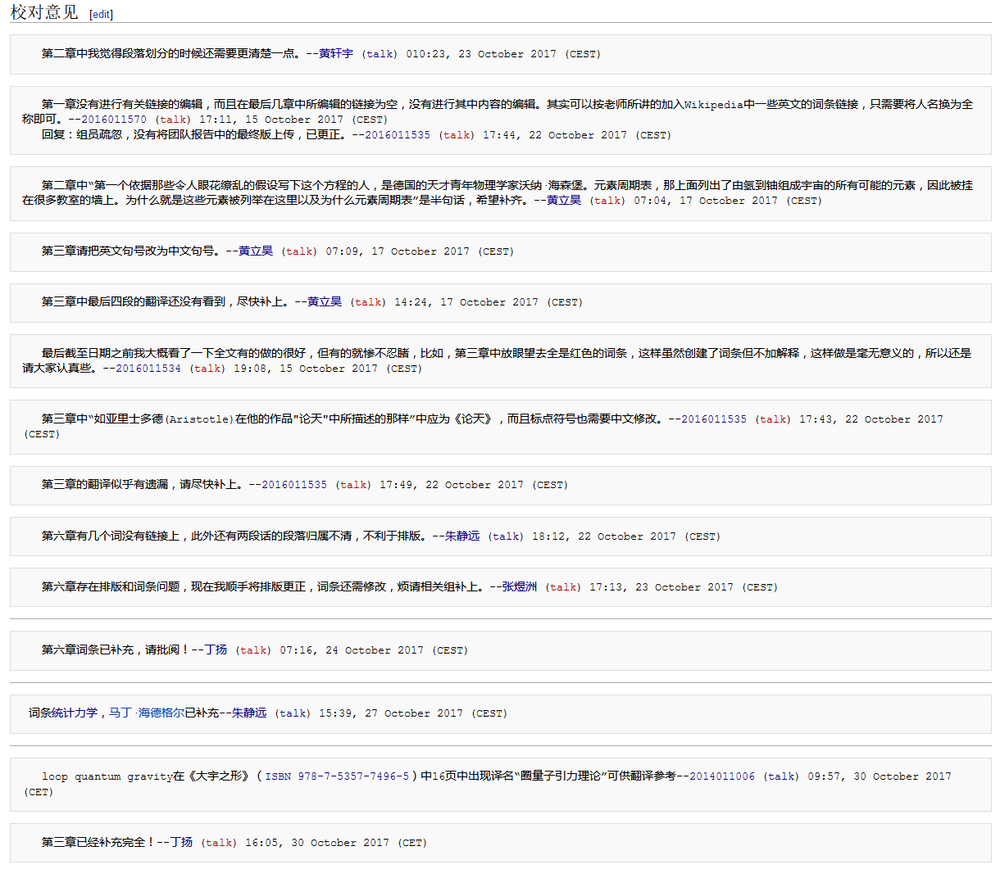 校对意见 [edit]
第二章中我觉得段落划分的时候还需要更清楚一点。--黄轩宇 (talk) 010:23, 23 October 2017 (CEST)
第一章没有进行有关链接的编辑，而且在最后几章中所编辑的链接为空，没有进行其中内容的编辑。其实可以按老师所讲的加入Wikipedia中一些英文的词条链接，只需要将人名换为全
称即可。--2016011570 (talk) 17:11, 15 October 2017 (CEST)
回复：组员疏忽，没有将团队报告中的最终版上传，已更正。--2016011535 (talk) 17:44, 22 October 2017 (CEST)
第二章中“第一个依据那些令人眼花缭乱的假设写下这个方程的人，是德国的天才青年物理学家沃纳·海森堡。元素周期表，那上面列出了由氢到铀组成宇宙的所有可能的元素，因此被挂
在很多教室的墙上。为什么就是这些元素被列举在这里以及为什么元素周期表”是半句话，希望补齐。--黄立昊 (talk) 07:04, 17 October 2017 (CEST)
第三章请把英文句号改为中文句号。--黄立昊 (talk) 07:09, 17 October 2017 (CEST)
第三章中最后四段的翻译还没有看到，尽快补上。--黄立昊 (talk) 14:24, 17 October 2017 (CEST)
最后截至日期之前我大概看了一下全文有的做的很好，但有的就惨不忍睹，比如，第三章中放眼望去全是红色的词条，这样虽然创建了词条但不加解释，这样做是毫无意义的，所以还是
请大家认真些。--2016011534 (talk) 19:08, 15 October 2017 (CEST)
第三章中“如亚里士多德(Aristotle)在他的作品"论天"中所描述的那样”中应为《论天》，而且标点符号也需要中文修改。--2016011535 (talk) 17:43, 22 October 2017
(CEST)
第三章的翻译似乎有遗漏，请尽快补上。--2016011535 (talk) 17:49, 22 October 2017 (CEST)
第六章有几个词没有链接上，此外还有两段话的段落归属不清，不利于排版。--朱静远 (talk) 18:12, 22 October 2017 (CEST)
第六章存在排版和词条问题，现在我顺手将排版更正，词条还需修改，烦请相关组补上。--张煜洲 (talk) 17:13, 23 October 2017 (CEST)
第六章词条已补充，请批阅！--丁扬 (talk) 07:16, 24 October 2017 (CEST)
词条统计力学，马丁·海德格尔已补充--朱静远 (talk) 15:39, 27 October 2017 (CEST)
loop quantum gravity在《大宇之形》（ISBN 978-7-5357-7496-5）中16页中出现译名“圈量子引力理论”可供翻译参考--2014011006 (talk) 09:57, 30 October 2017
(CET)
第三章已经补充完全！--丁扬 (talk) 16:05, 30 October 2017 (CET)